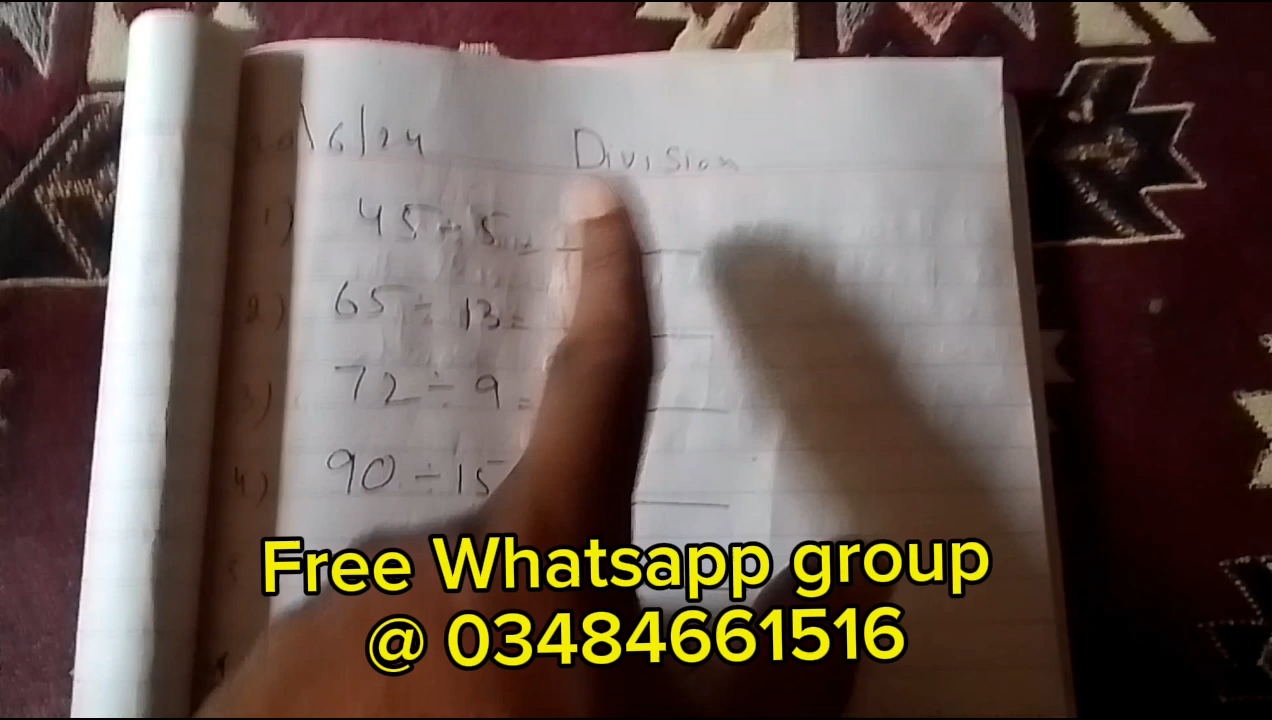 \6/24 Division
1) 45÷5=
2) 65÷13=
3) 72÷9=
4) 90÷15
Free Whatsapp group
@ 03484661516